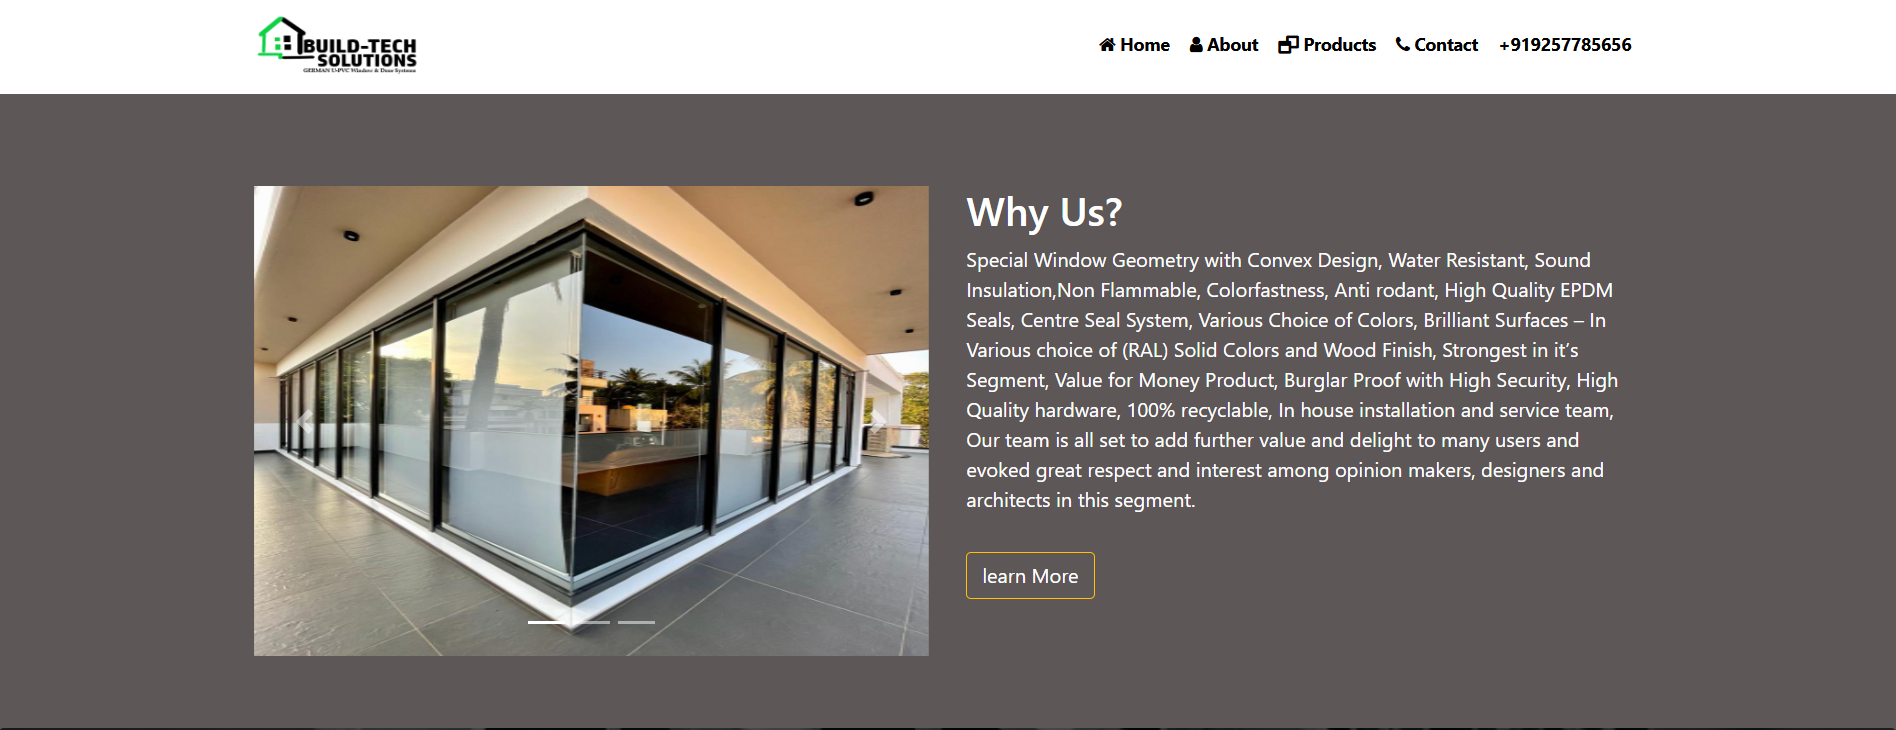 BUILD-TECH
SOLUTIONS
GERMAN U-PVC Window & Door Systems
Home About Products Contact +919257785656
Why Us?
Special Window Geometry with Convex Design, Water Resistant, Sound
Insulation,Non Flammable, Colorfastness, Anti rodant, High Quality EPDM
Seals, Centre Seal System, Various Choice of Colors, Brilliant Surfaces – In
Various choice of (RAL) Solid Colors and Wood Finish, Strongest in it’s
Segment, Value for Money Product, Burglar Proof with High Security, High
Quality hardware, 100% recyclable, In house installation and service team,
Our team is all set to add further value and delight to many users and
evoked great respect and interest among opinion makers, designers and
architects in this segment.
learn More